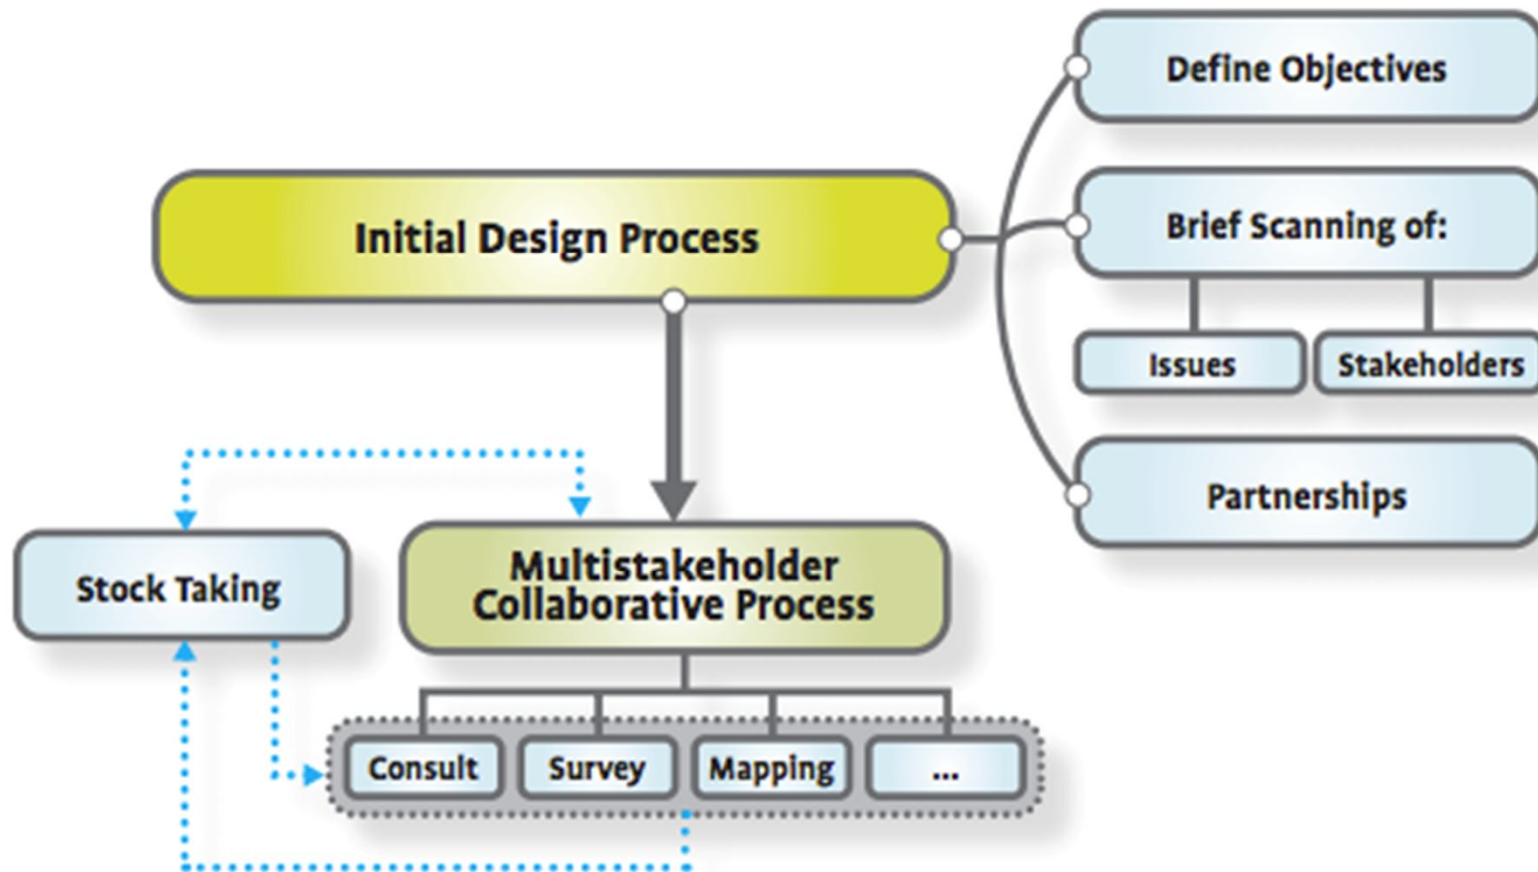 Define Objectives
Initial Design Process
Brief Scanning of:
Issues
Stakeholders
Partnerships
Stock Taking
Multistakeholder
Collaborative Process
Consult
Survey
Mapping
...